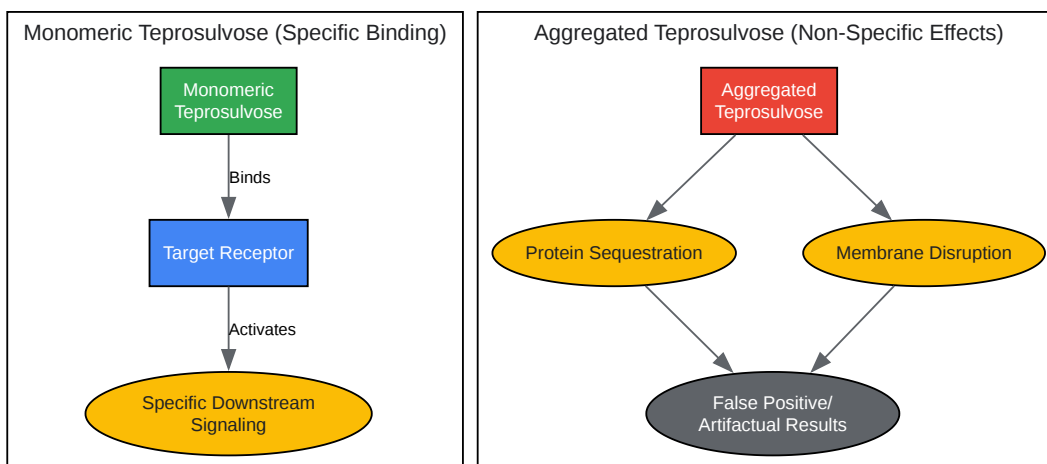 Monomeric Teprosulvose (Specific Binding)
Monomeric
Teprosulvose
Binds
Target Receptor
Activates
Specific Downstream
Signaling
Aggregated Teprosulvose (Non-Specific Effects)
Aggregated
Teprosulvose
Protein Sequestration
Membrane Disruption
False Positive/
Artifactual Results